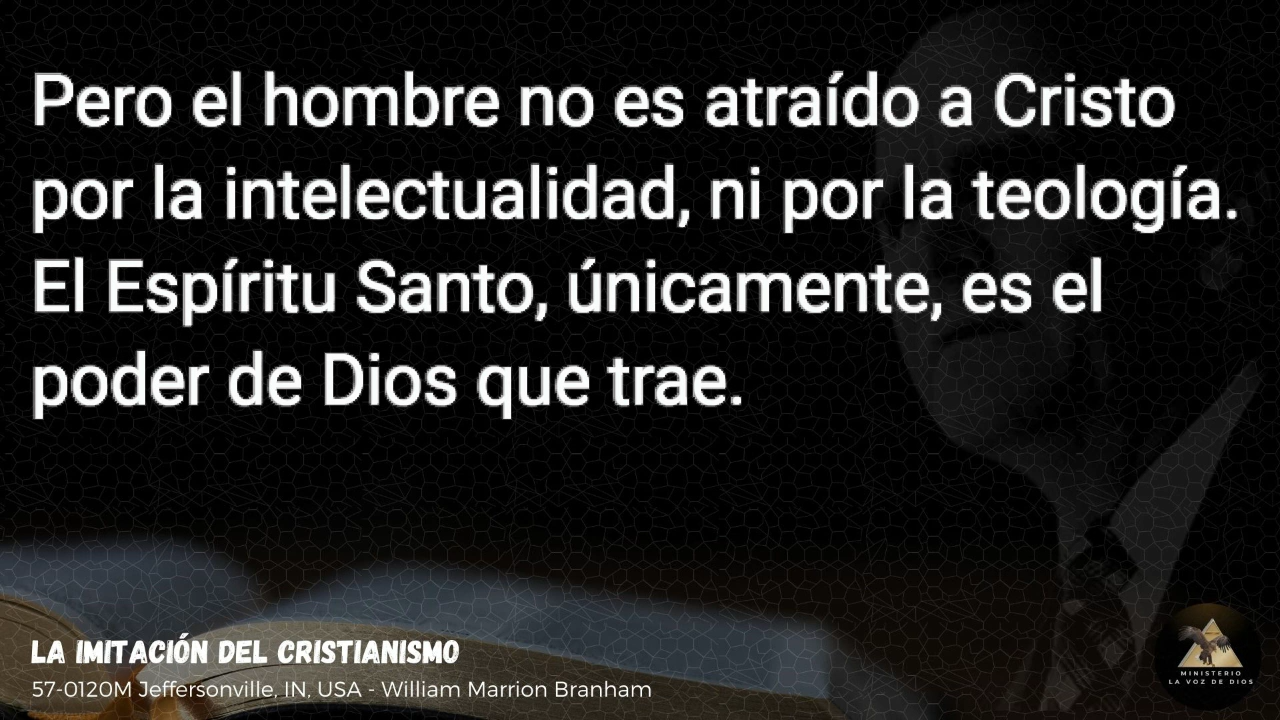 Pero el hombre no es atraído a Cristo
por la intelectualidad, ni por la teología.
El Espíritu Santo, únicamente, es el
poder de Dios que trae.
LA IMITACIÓN DEL CRISTIANISMO
57-0120M Jeffersonville, IN, USA - William Marrion Branham
MINISTERIO
LA VOZ DE DIOS